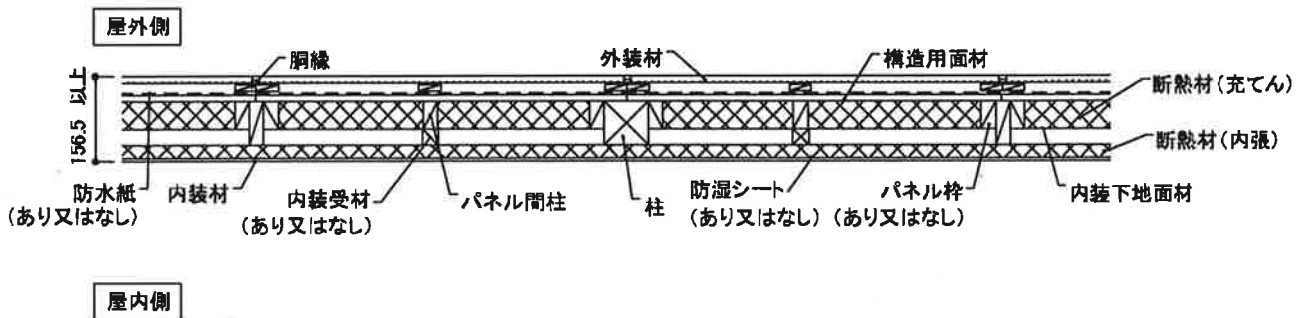 屋外側
胴縁
外装材
構造用面材
断熱材(充てん)
156.5 以上
断熱材(内張)
防水紙
(あり又はなし)
内装材
内装受材
(あり又はなし)
パネル間柱
柱
防湿シート
(あり又はなし)
パネル枠
(あり又はなし)
内装下地面材
屋内側